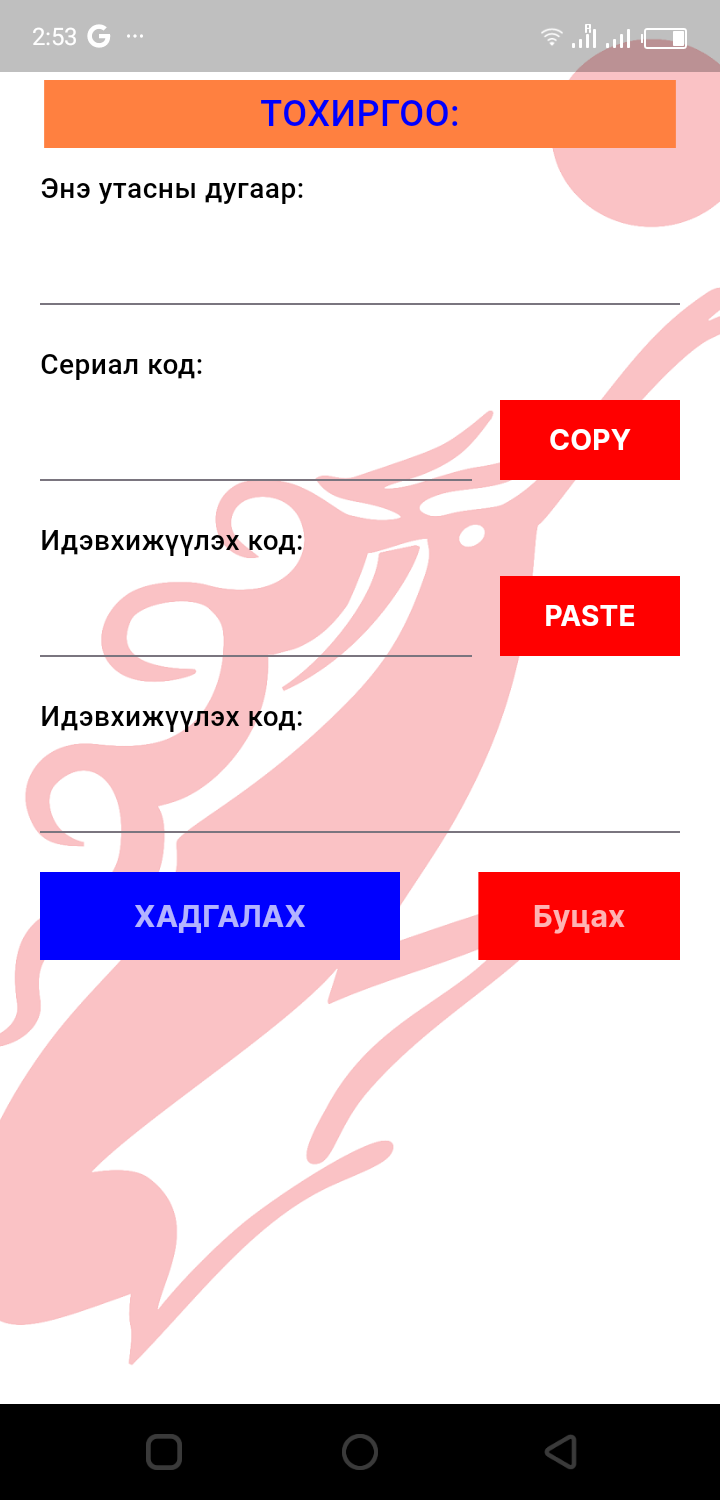 2:53
ТОХИРГОО:
Энэ утасны дугаар:
Сериал код:
COPY
Идэвхижүүлэх код:
PASTE
Идэвхижүүлэх код:
ХАДГАЛАХ
Буцах